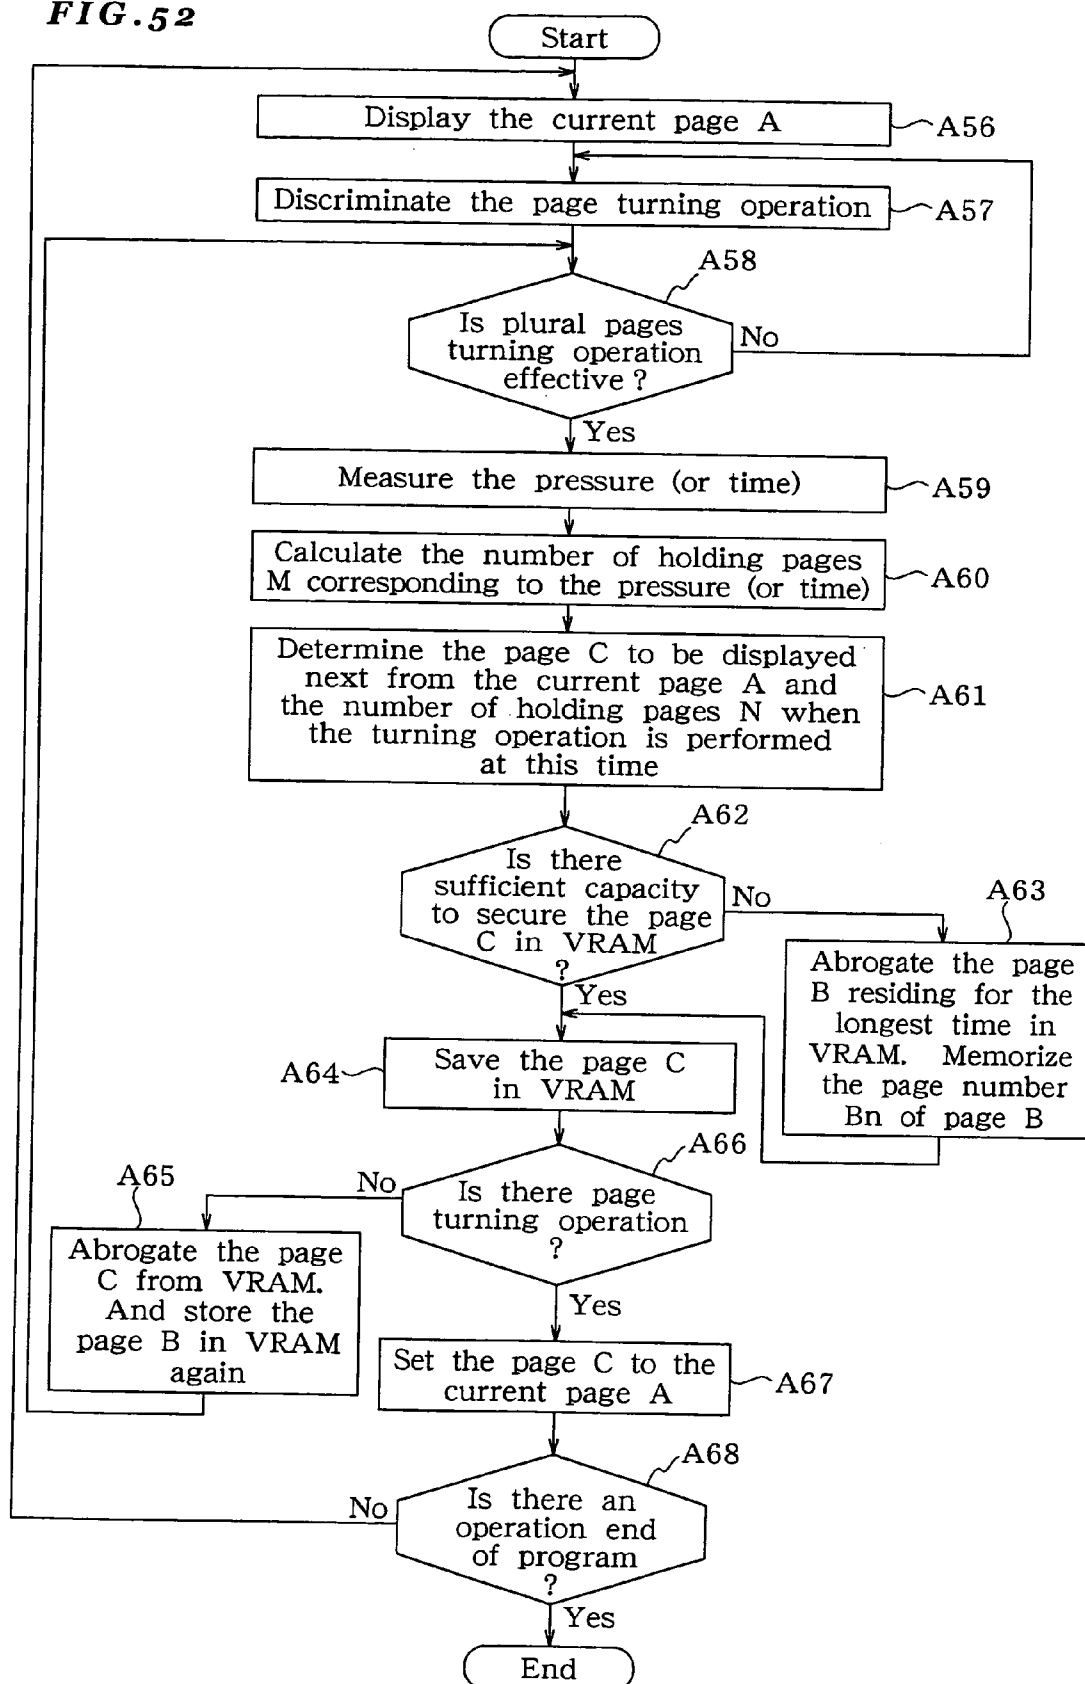 FIG.52
Start
Display the current page A
A56
Discriminate the page turning operation
A57
A58
Is plural pages
turning operation
effective?
No
Yes
Measure the pressure (or time)
A59
Calculate the number of holding pages
M corresponding to the pressure (or time)
A60
Determine the page C to be displayed
next from the current page A and
the number of holding pages N when
the turning operation is performed
at this time
A61
A62
Is there
sufficient capacity
to secure the page
C in VRAM
?
No
Yes
A63
Abrogate the page
B residing for the
longest time in
VRAM. Memorize
the page number
Bn of page B
A64
Save the page C
in VRAM
A66
Is there page
turning operation
?
No
Yes
A65
Abrogate the page
C from VRAM.
And store the
page B in VRAM
again
Set the page C to the
current page A
A67
A68
Is there an
operation end
of program
?
No
Yes
End